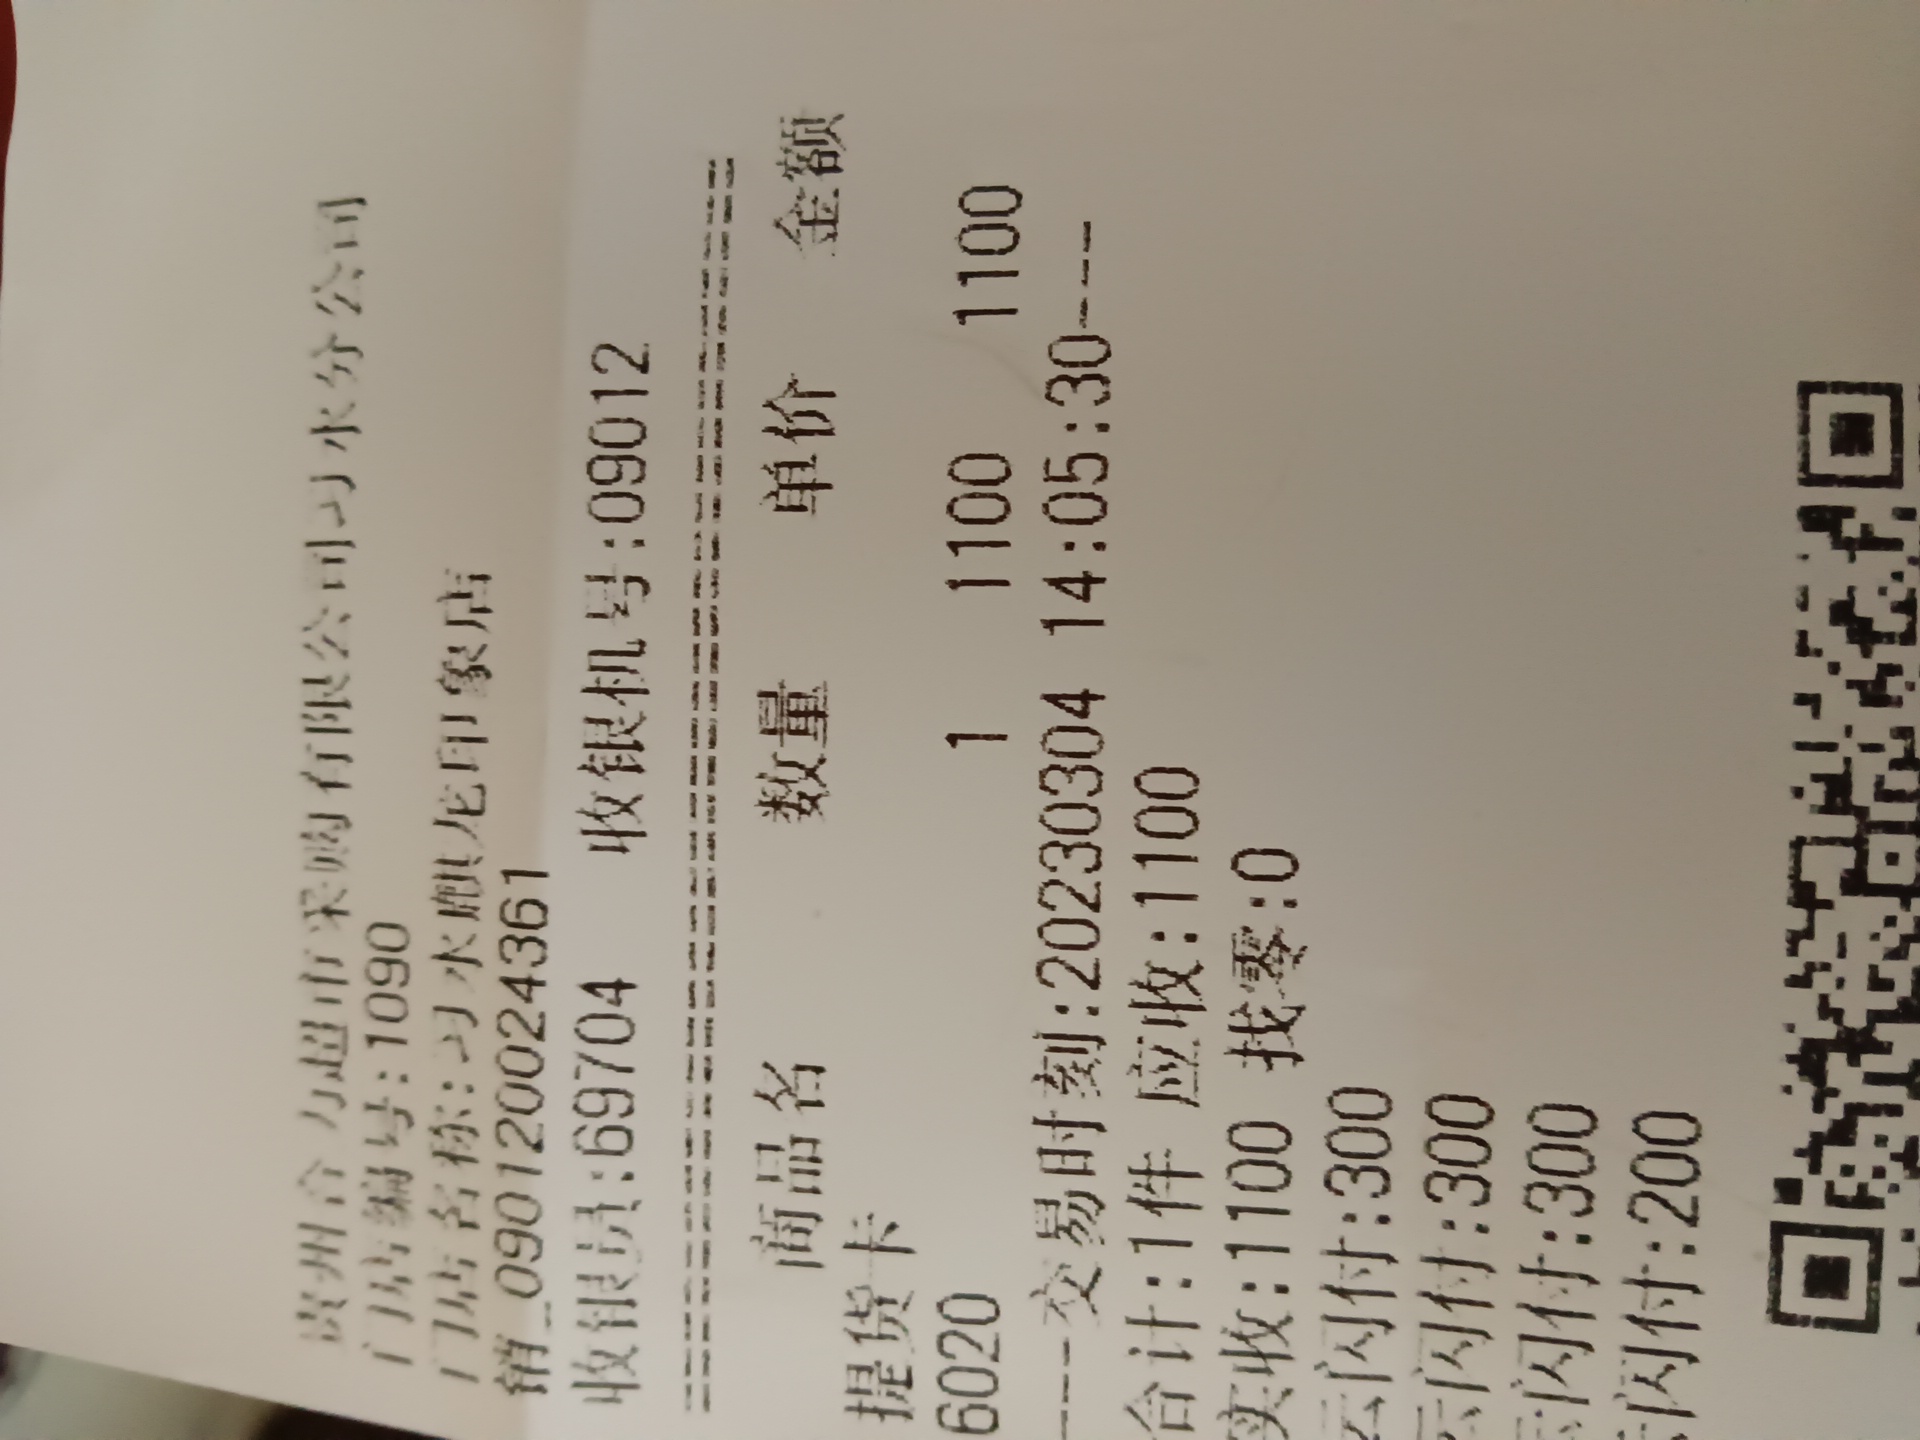 贵州合力超市采购有限公司习水分公司
门店编号:1090
门店名称:习水麒龙印象店
销_09012002436​1
收银员:69704 收银机号:09012
================================
商品名 数量 单价 金额
提货卡
6020 1 1100 1100
---交易时刻:20230304 14:05:30---
合计:1件 应收:1100
实收:1100 找零:0
云闪付:300
云闪付:300
云闪付:300
云闪付:200